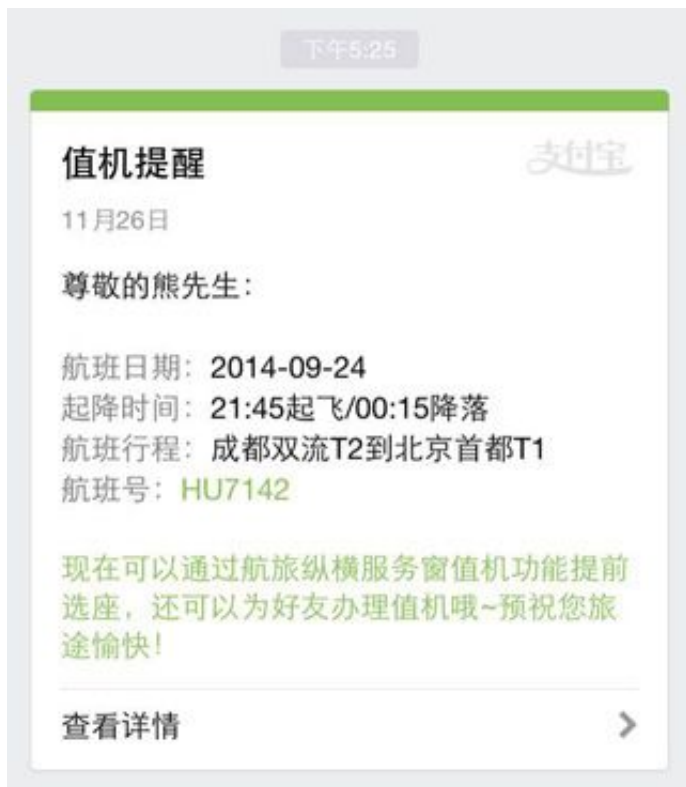 下午5:25
值机提醒
支付宝
11月26日
尊敬的熊先生：
航班日期：2014-09-24
起降时间：21:45起飞/00:15降落
航班行程：成都双流T2到北京首都T1
航班号：HU7142
现在可以通过航旅纵横服务窗值机功能提前
选座，还可以为好友办理值机哦~预祝您旅
途愉快！
查看详情